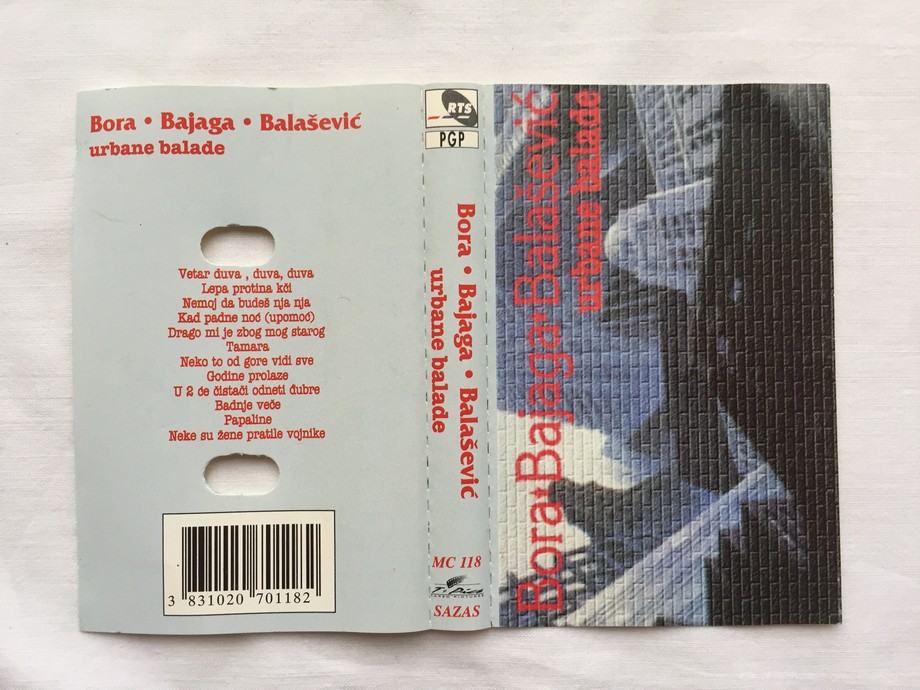 Bora • Bajaga • Balašević
urbane balade
Vetar duva , duva, duva
Lepa protina kči
Nemoj da budeš nja nja
Kad padne noć (upomoć)
Drago mi je zbog mog starog
Tamara
Neko to od gore vidi sve
Godine prolaze
U 2 će čistači odneti đubre
Badnje veče
Papaline
Neke su žene pratile vojnike
3 831020 701182
RTS
PGP
Bora • Bajaga • Balašević
urbane balade
MC 118
SAZAS
Bora•Bajaga•Balašević
urbane balade